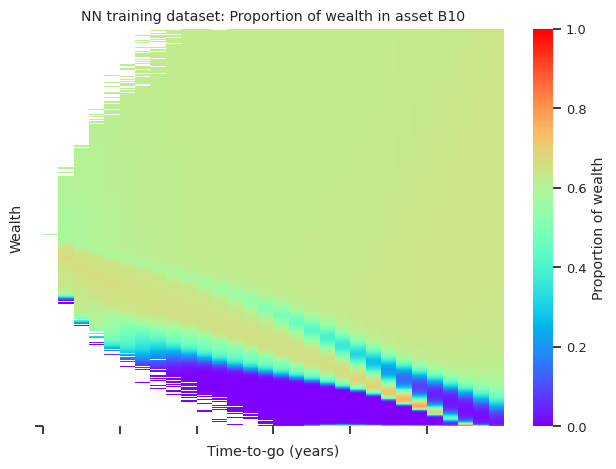 NN training dataset: Proportion of wealth in asset B10
Wealth
Time-to-go (years)
1.0
0.8
0.6
0.4
0.2
0.0
Proportion of wealth